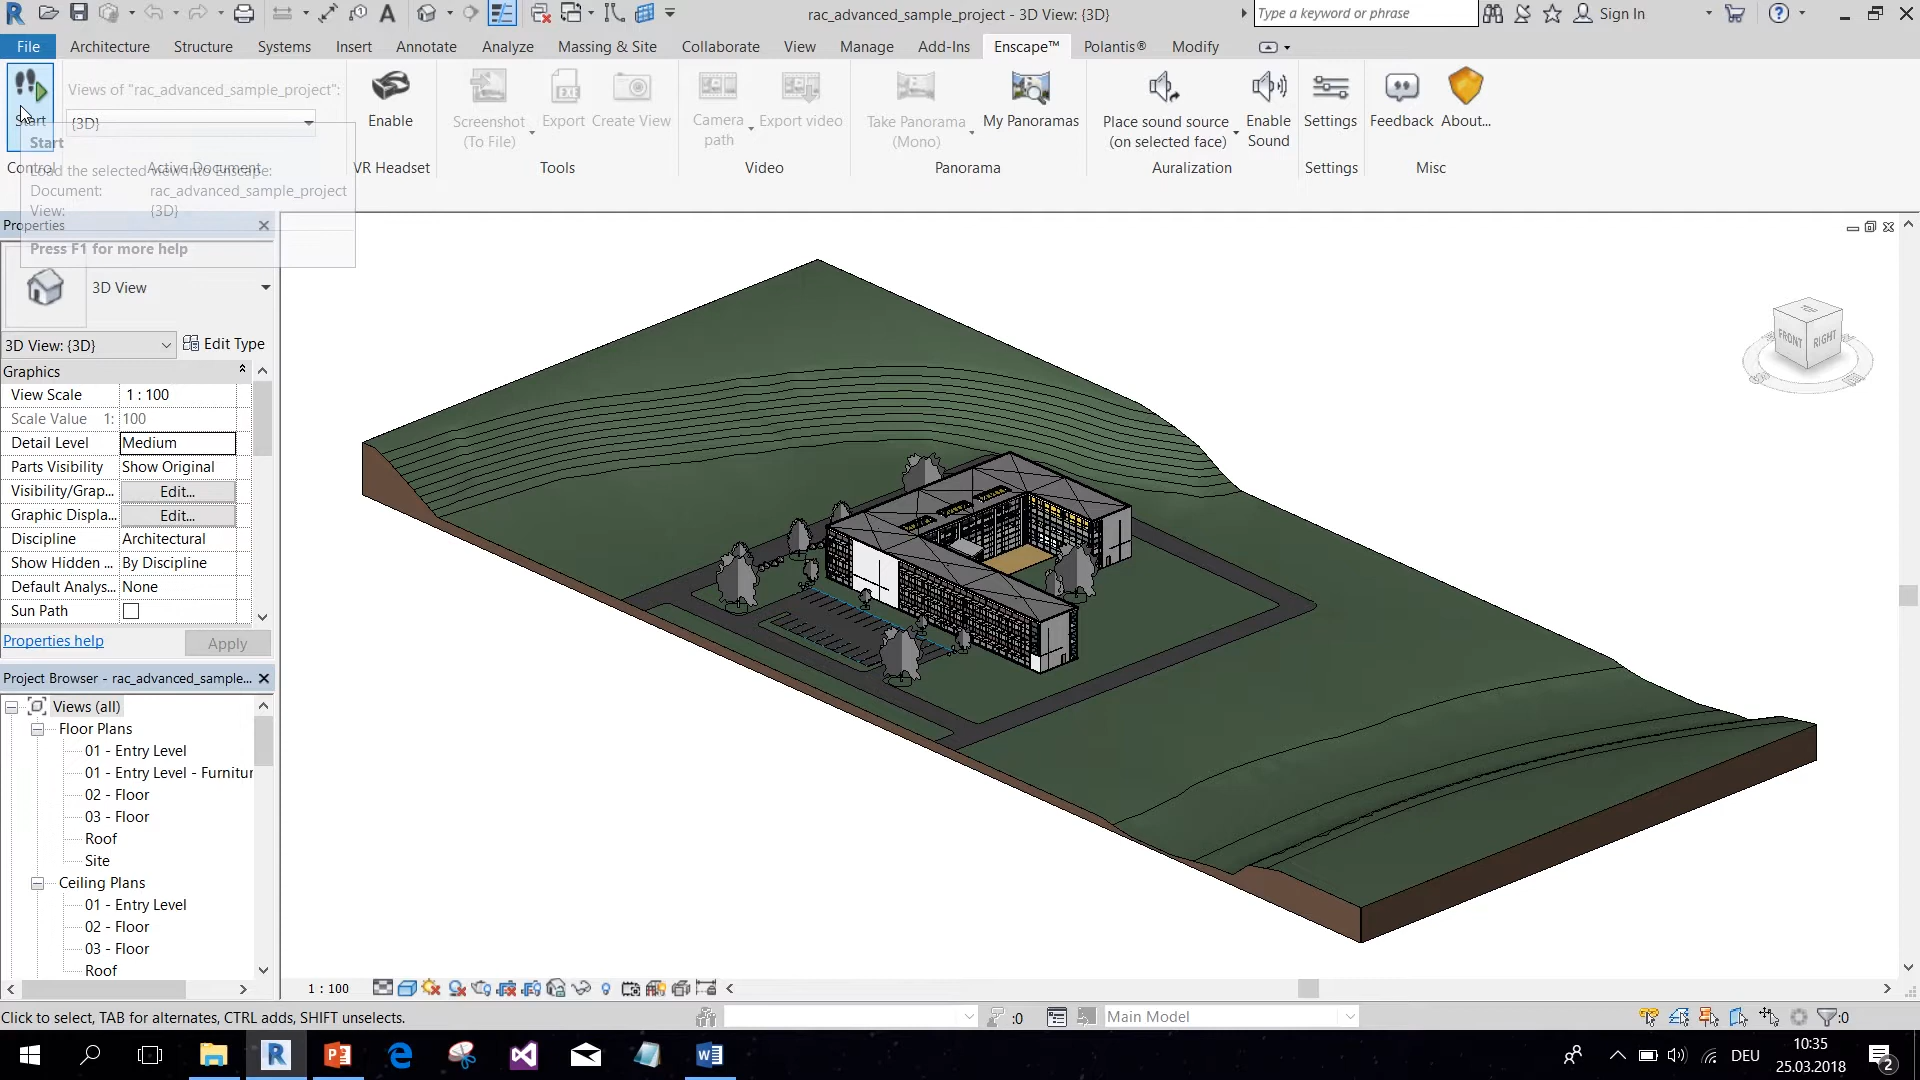 rac_advanced_sample_project - 3D View: {3D}
Type a keyword or phrase
Sign In
File
Architecture
Structure
Systems
Insert
Annotate
Analyze
Massing & Site
Collaborate
View
Manage
Add-Ins
Enscape™
Polantis®
Modify
Start
Views of "rac_advanced_sample_project":
{3D}
Enable
Screenshot
(To File)
Export
Create View
Camera
path
Export video
Take Panorama
(Mono)
My Panoramas
Place sound source
(on selected face)
Enable
Sound
Settings
Feedback
About...
Control
Active Document
VR Headset
Tools
Video
Panorama
Auralization
Settings
Misc
Start
Load the selected view into Enscape:
Document: rac_advanced_sample_project
View: {3D}
Press F1 for more help
Properties
3D View
3D View: {3D}
Edit Type
Graphics
View Scale 1 : 100
Scale Value 1: 100
Detail Level Medium
Parts Visibility Show Original
Visibility/Grap... Edit...
Graphic Displa... Edit...
Discipline Architectural
Show Hidden ... By Discipline
Default Analys... None
Sun Path
Properties help
Apply
Project Browser - rac_advanced_sample...
Views (all)
Floor Plans
01 - Entry Level
01 - Entry Level - Furnitur
02 - Floor
03 - Floor
Roof
Site
Ceiling Plans
01 - Entry Level
02 - Floor
03 - Floor
Roof
TOP
FRONT
RIGHT
1 : 100
Click to select, TAB for alternates, CTRL adds, SHIFT unselects.
:0
Main Model
:0
DEU
10:35
25.03.2018
2